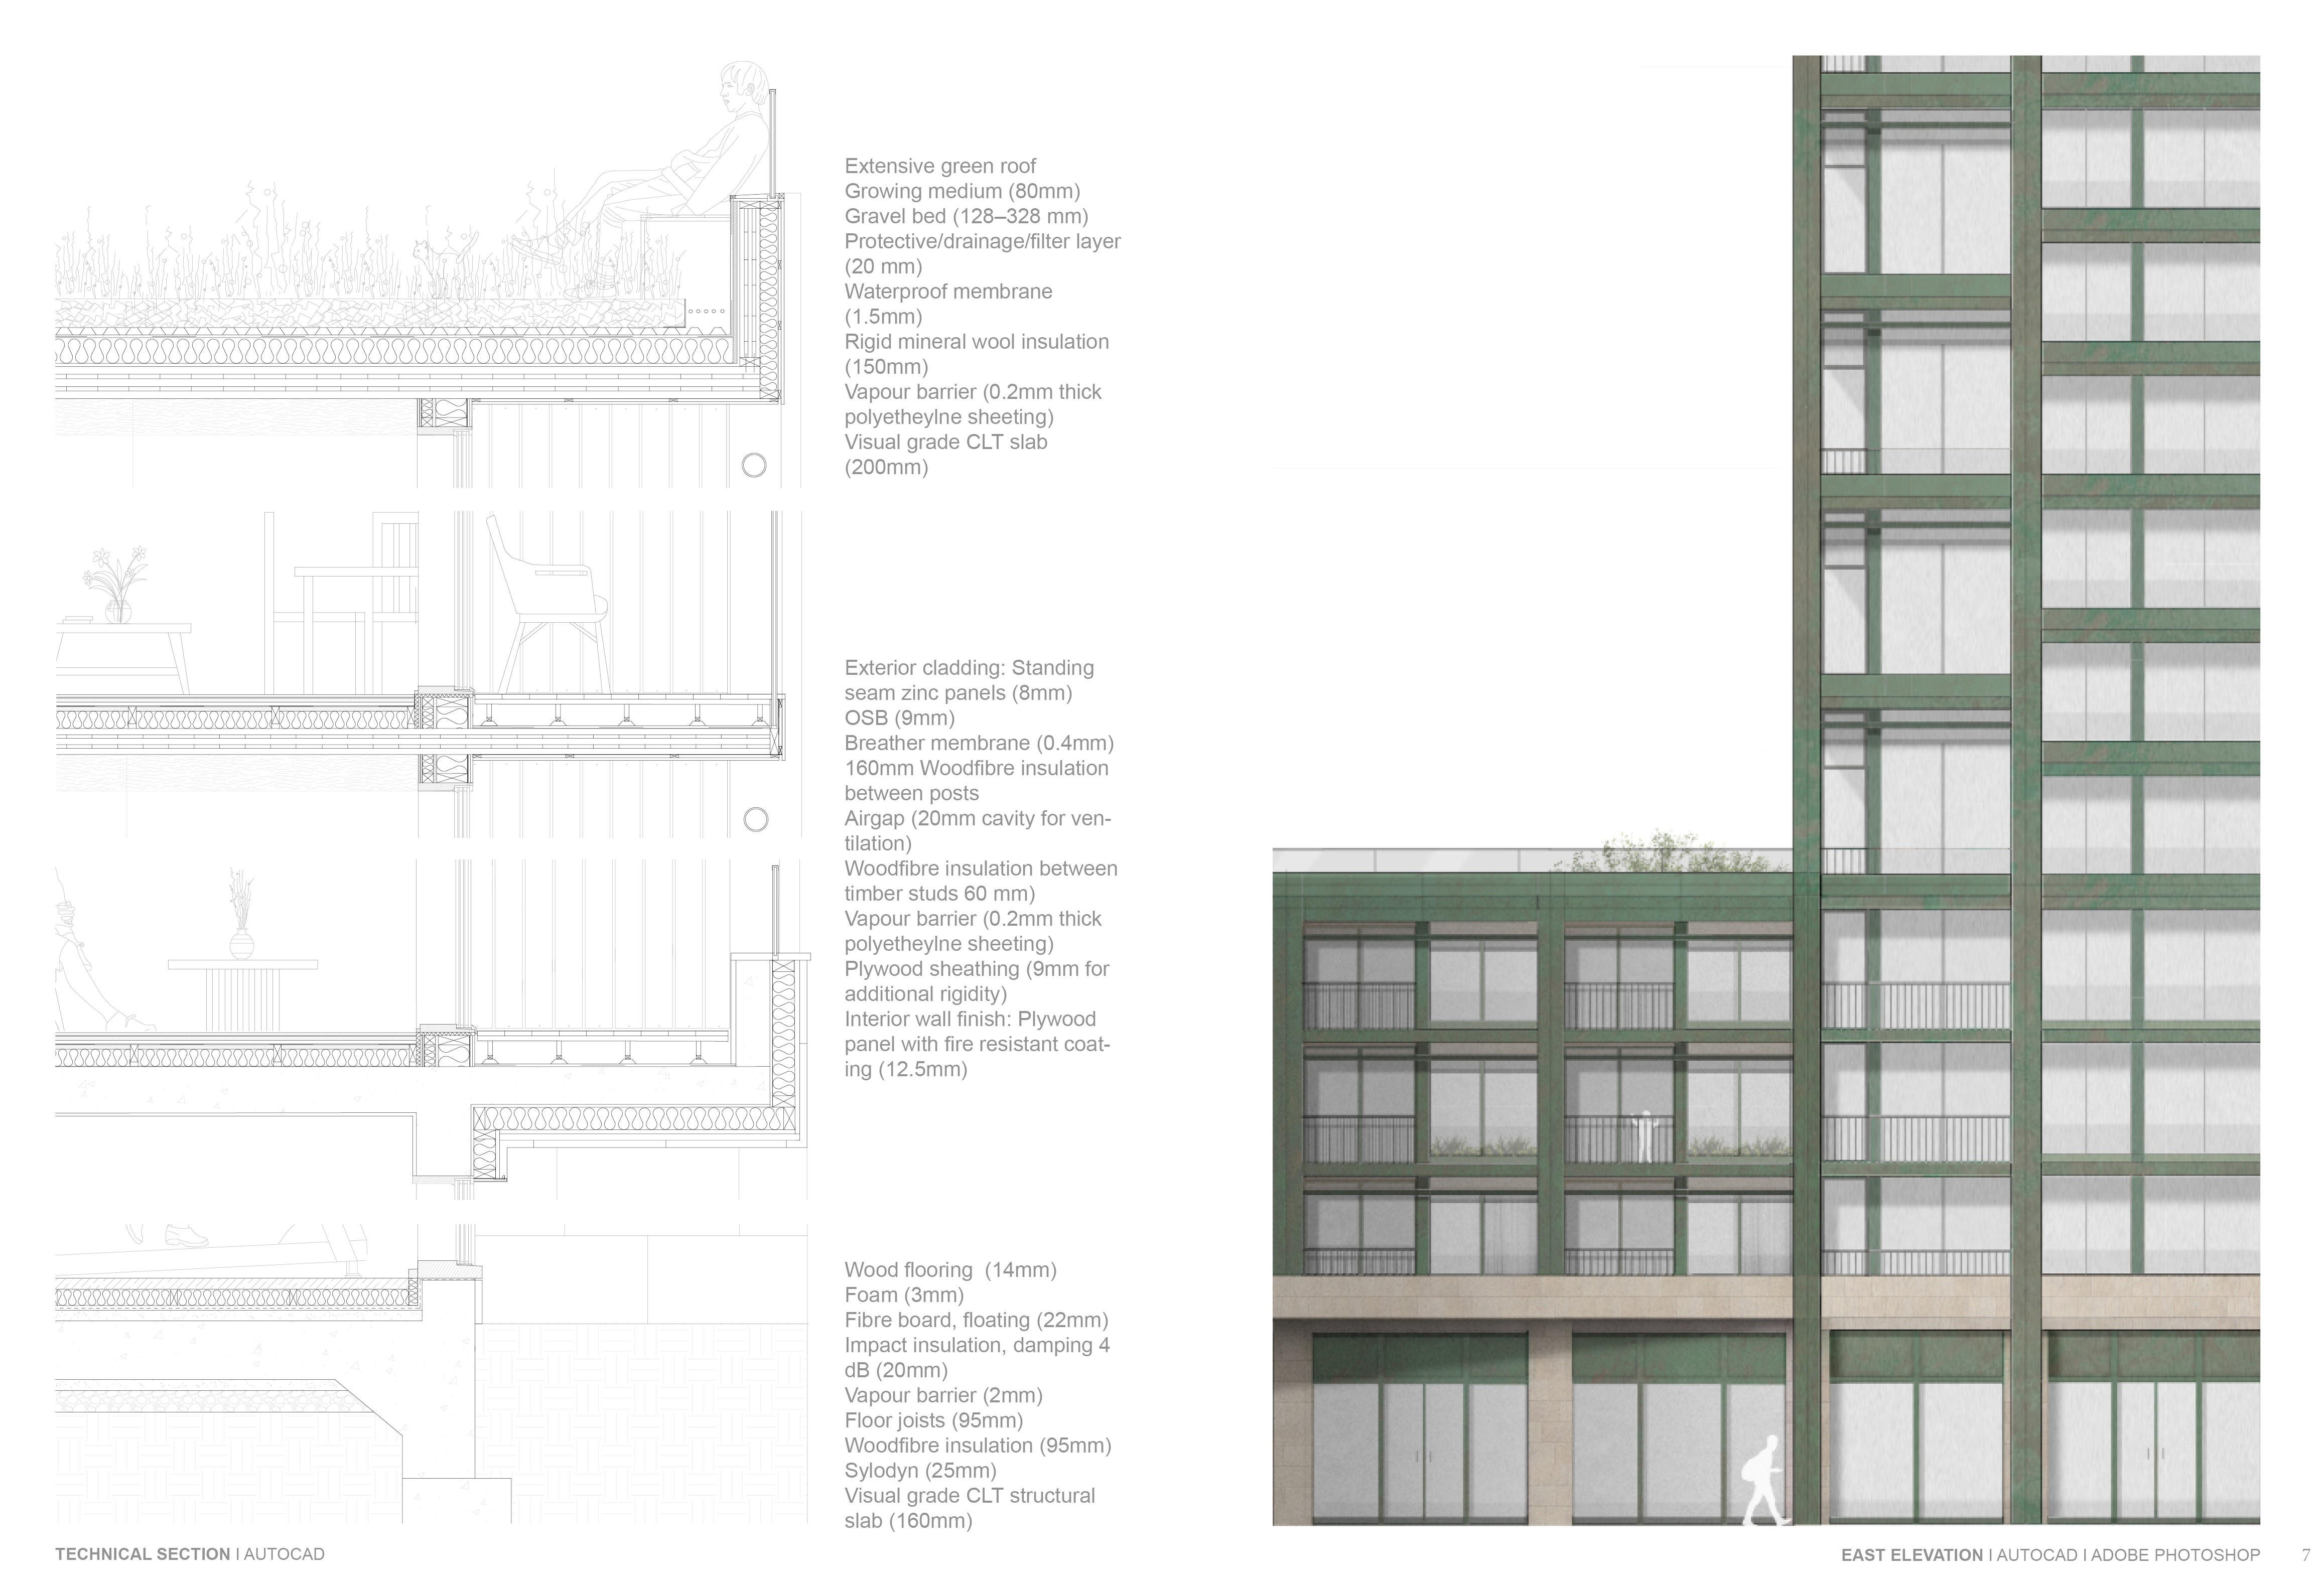 Extensive green roof
Growing medium (80mm)
Gravel bed (128–328 mm)
Protective/drainage/filter layer
(20 mm)
Waterproof membrane
(1.5mm)
Rigid mineral wool insulation
(150mm)
Vapour barrier (0.2mm thick
polyetheylne sheeting)
Visual grade CLT slab
(200mm)
Exterior cladding: Standing
seam zinc panels (8mm)
OSB (9mm)
Breather membrane (0.4mm)
160mm Woodfibre insulation
between posts
Airgap (20mm cavity for ven-
tilation)
Woodfibre insulation between
timber studs 60 mm)
Vapour barrier (0.2mm thick
polyetheylne sheeting)
Plywood sheathing (9mm for
additional rigidity)
Interior wall finish: Plywood
panel with fire resistant coat-
ing (12.5mm)
Wood flooring  (14mm)
Foam (3mm)
Fibre board, floating (22mm)
Impact insulation, damping 4
dB (20mm)
Vapour barrier (2mm)
Floor joists (95mm)
Woodfibre insulation (95mm)
Sylodyn (25mm)
Visual grade CLT structural
slab (160mm)
TECHNICAL SECTION I AUTOCAD
EAST ELEVATION I AUTOCAD I ADOBE PHOTOSHOP
7